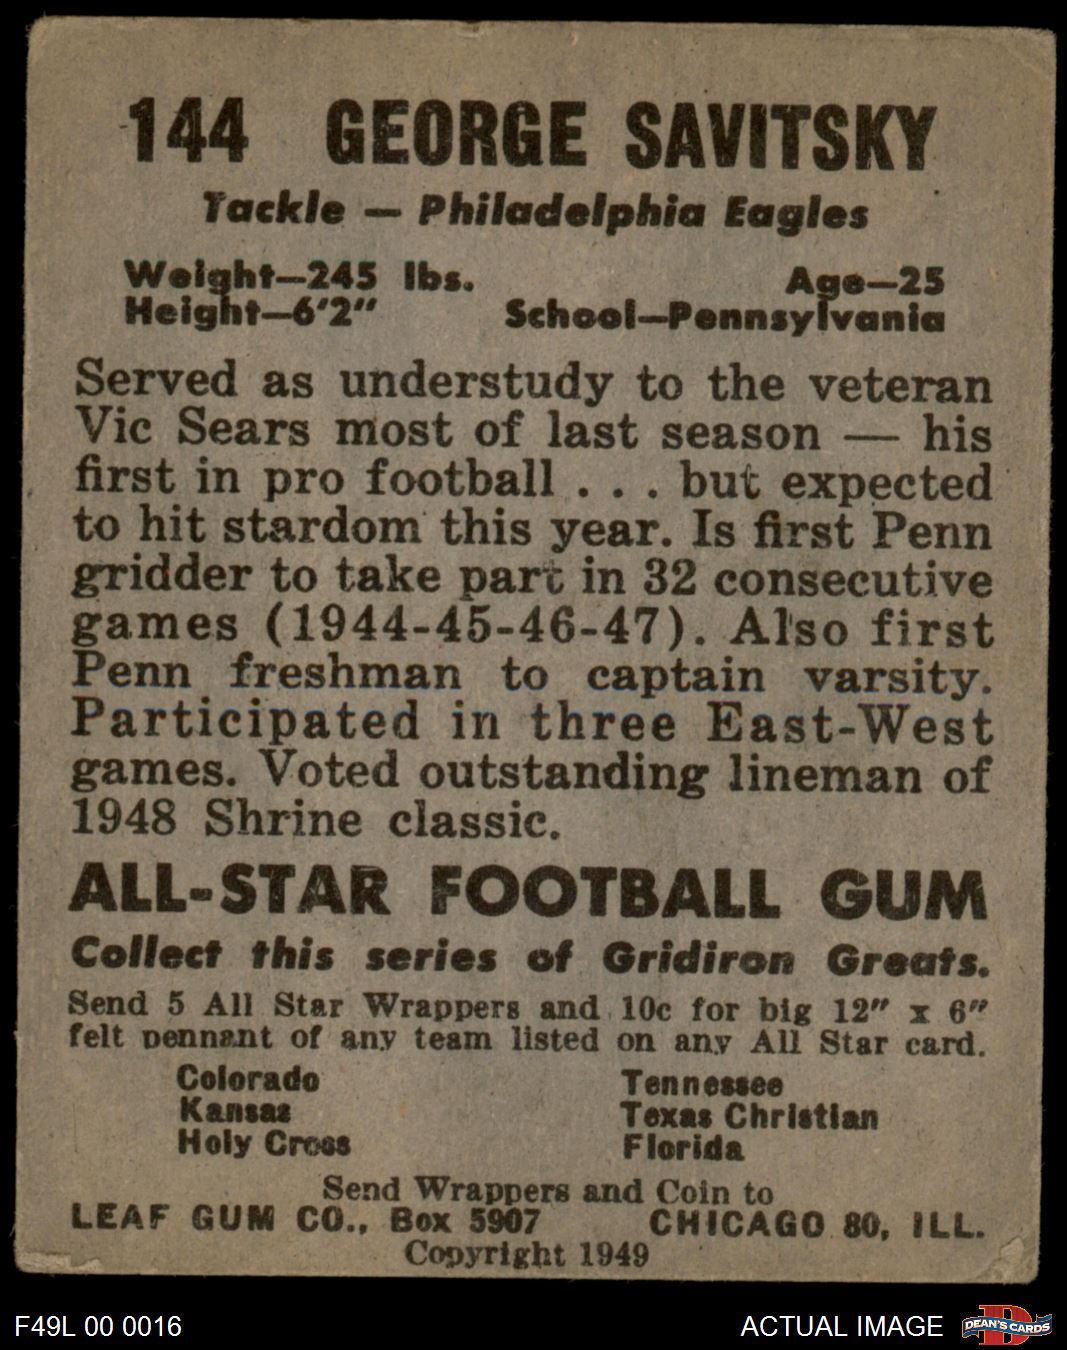 144 GEORGE SAVITSKY
Tackle — Philadelphia Eagles
Weight—245 lbs. Age—25
Height—6'2" School—Pennsylvania
Served as understudy to the veteran
Vic Sears most of last season — his
first in pro football . . . but expected
to hit stardom this year. Is first Penn
gridder to take part in 32 consecutive
games (1944-45-46-47). Also first
Penn freshman to captain varsity.
Participated in three East-West
games. Voted outstanding lineman of
1948 Shrine classic.
ALL-STAR FOOTBALL GUM
Collect this series of Gridiron Greats.
Send 5 All Star Wrappers and 10c for big 12" x 6"
felt pennant of any team listed on any All Star card.
Colorado Tennessee
Kansas Texas Christian
Holy Cross Florida
Send Wrappers and Coin to
LEAF GUM CO., Box 5907 CHICAGO 80, ILL.
Copyright 1949
F49L 00 0016 ACTUAL IMAGE DEAN'S CARDS